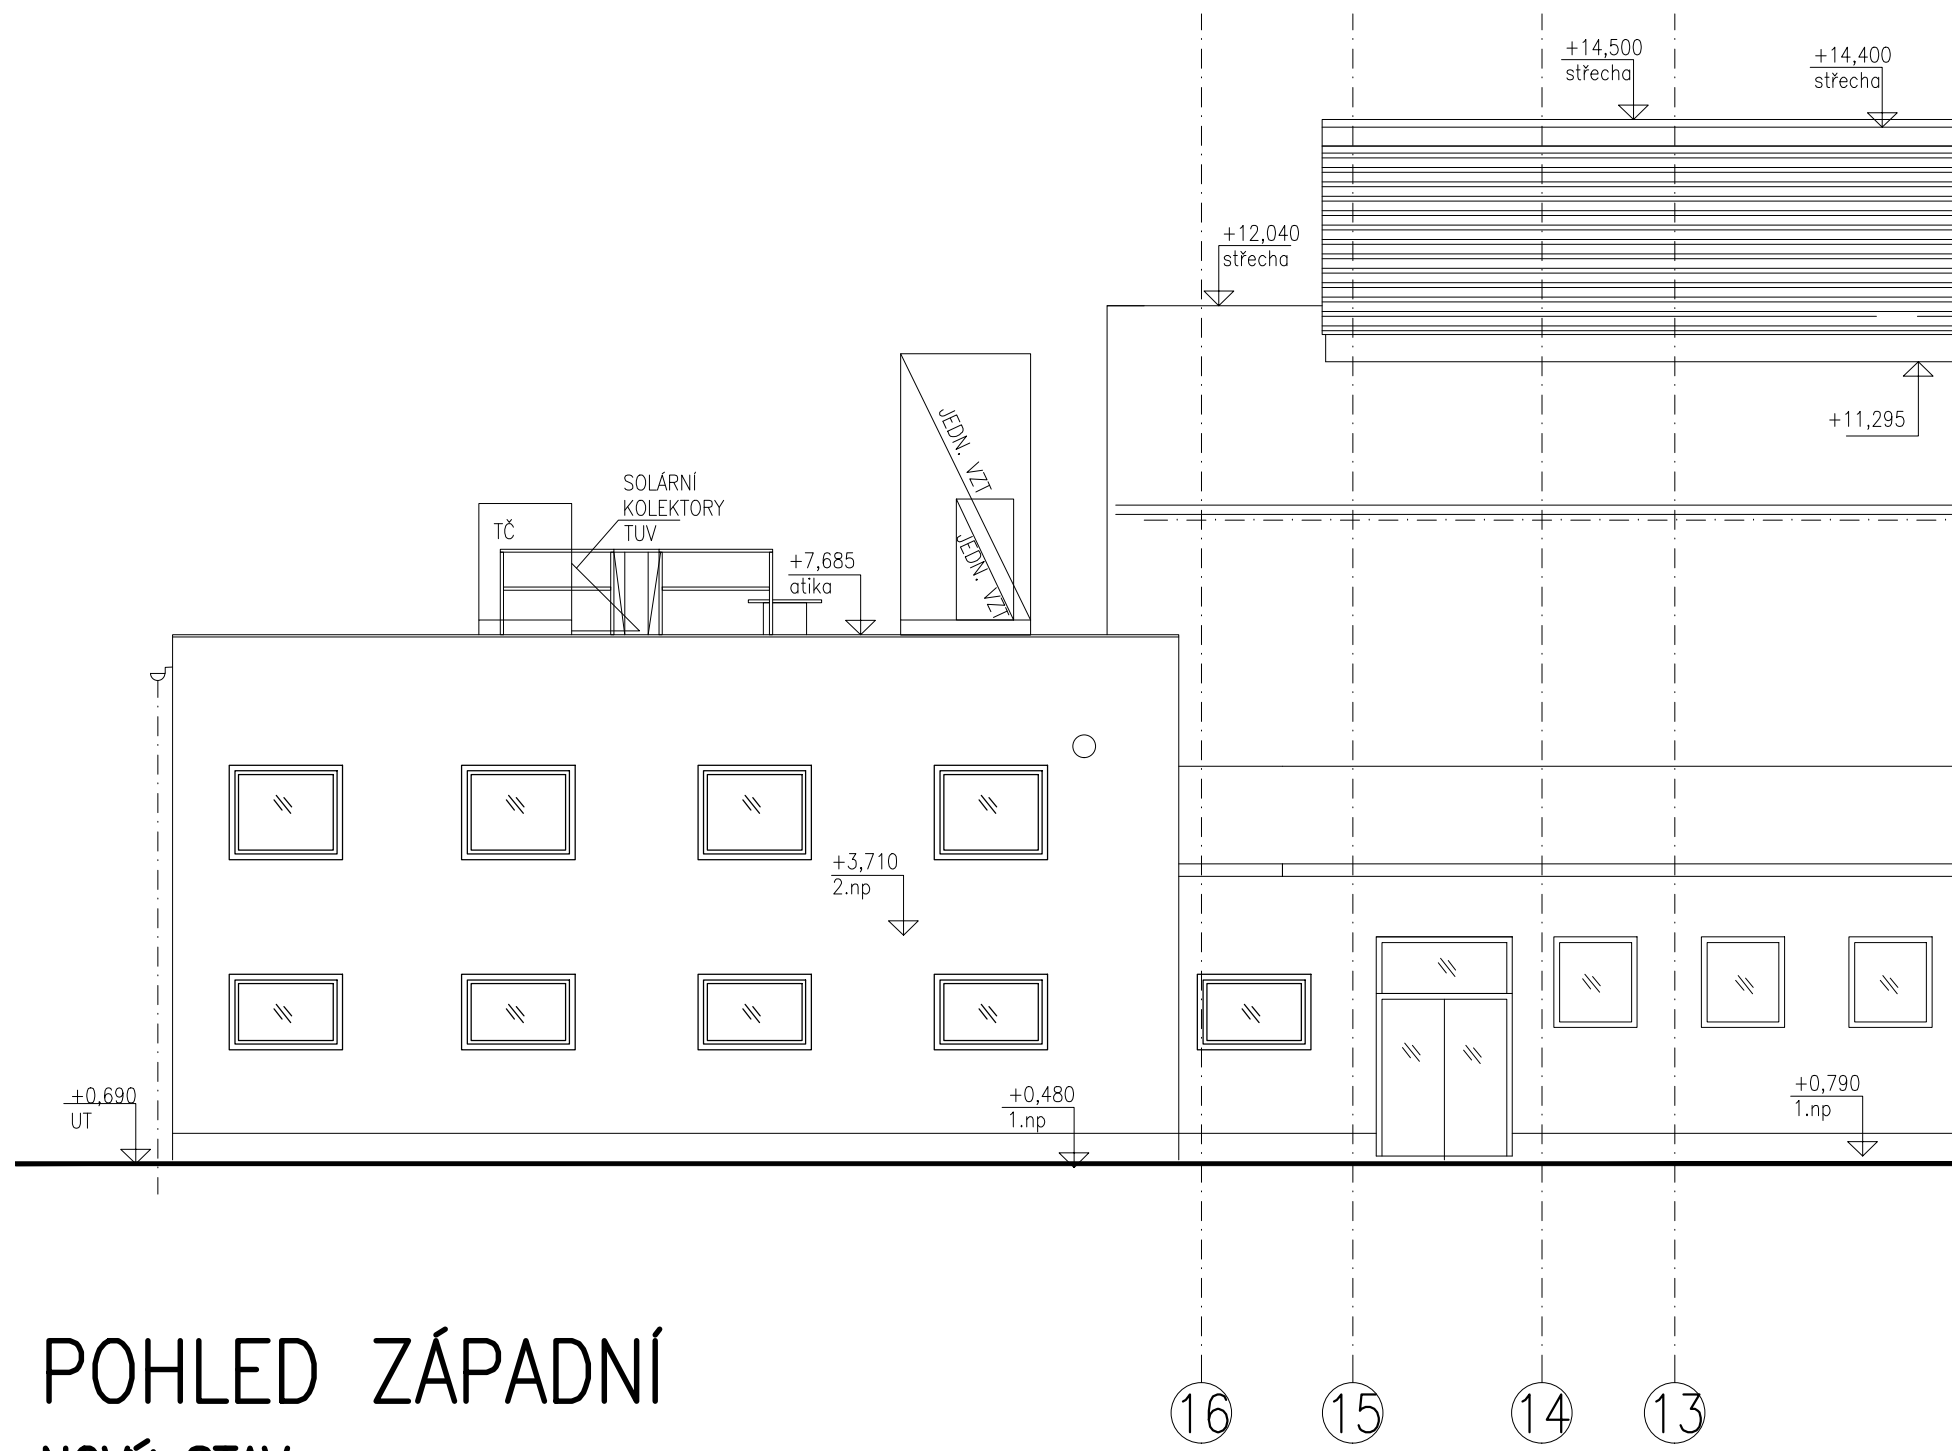 +14,500
střecha
+14,400
střecha
+12,040
střecha
+11,295
JEDN. VZT
JEDN. VZT
SOLÁRNÍ
KOLEKTORY
TUV
TČ
+7,685
atika
+3,710
2.np
+0,690
UT
+0,480
1.np
+0,790
1.np
POHLED ZÁPADNÍ
16
15
14
13
NOVÝ STAV